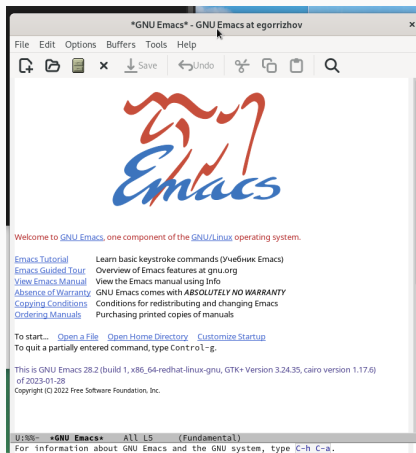 *GNU Emacs* - GNU Emacs at egorrizhov
File Edit Options Buffers Tools Help
Save Undo
Emacs
Welcome to GNU Emacs, one component of the GNU/Linux operating system.
Emacs Tutorial Learn basic keystroke commands (Учебник Emacs)
Emacs Guided Tour Overview of Emacs features at gnu.org
View Emacs Manual View the Emacs manual using Info
Absence of Warranty GNU Emacs comes with ABSOLUTELY NO WARRANTY
Copying Conditions Conditions for redistributing and changing Emacs
Ordering Manuals Purchasing printed copies of manuals
To start... Open a File Open Home Directory Customize Startup
To quit a partially entered command, type Control-g.
This is GNU Emacs 28.2 (build 1, x86_64-redhat-linux-gnu, GTK+ Version 3.24.35, cairo version 1.17.6)
of 2023-01-28
Copyright (C) 2022 Free Software Foundation, Inc.
U:%%- *GNU Emacs* All L5 (Fundamental)
For information about GNU Emacs and the GNU system, type C-h C-a.